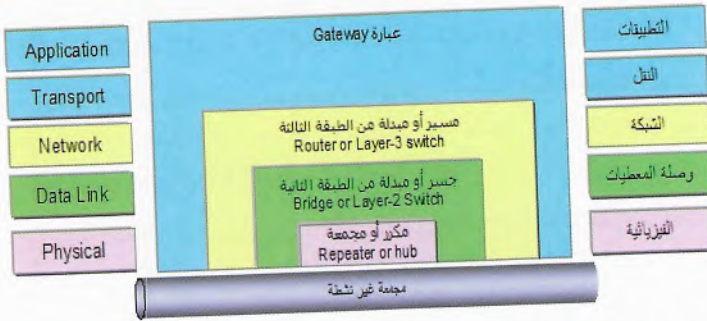 Application
Transport
Network
Data Link
Physical
عبارة Gateway
مسير أو مبدلة من الطبقة الثالثة
Router or Layer-3 switch
جسر أو مبدلة من الطبقة الثانية
Bridge or Layer-2 Switch
مكرر أو مجمعة
Repeater or hub
مجمعة غير نشطة
التطبيقات
النقل
الشبكة
وصلة المعطيات
الفيزيائية